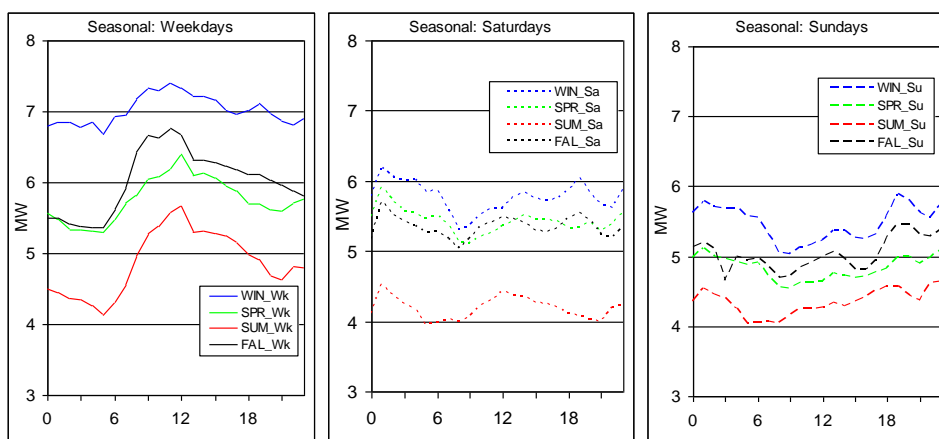 Seasonal: Weekdays
8
7
6
5
4
3
MW
0
6
12
18
WIN_Wk
SPR_Wk
SUM_Wk
FAL_Wk
Seasonal: Saturdays
8
7
6
5
4
3
MW
0
6
12
18
WIN_Sa
SPR_Sa
SUM_Sa
FAL_Sa
Seasonal: Sundays
8
7
6
5
4
3
MW
0
6
12
18
WIN_Su
SPR_Su
SUM_Su
FAL_Su